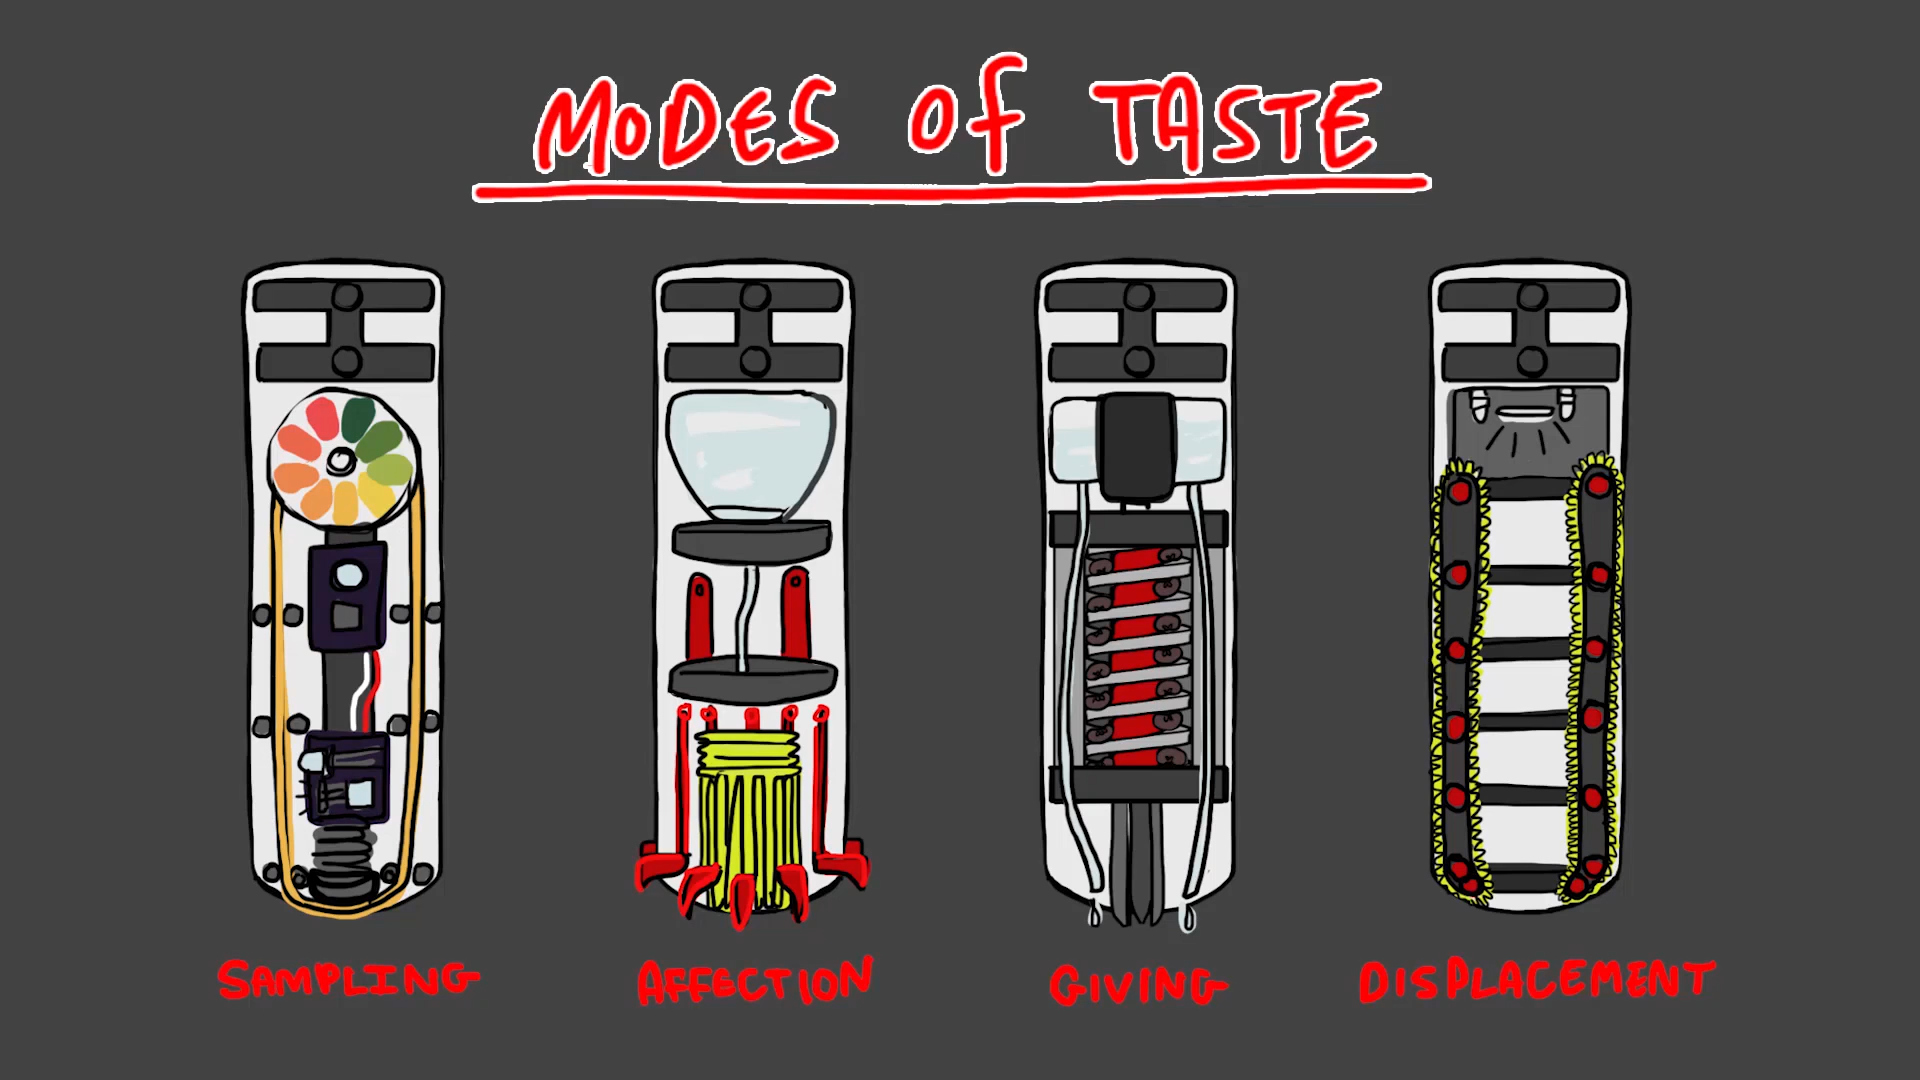 MODES OF TASTE
SAMPLING
AFFECTION
GIVING
DISPLACEMENT